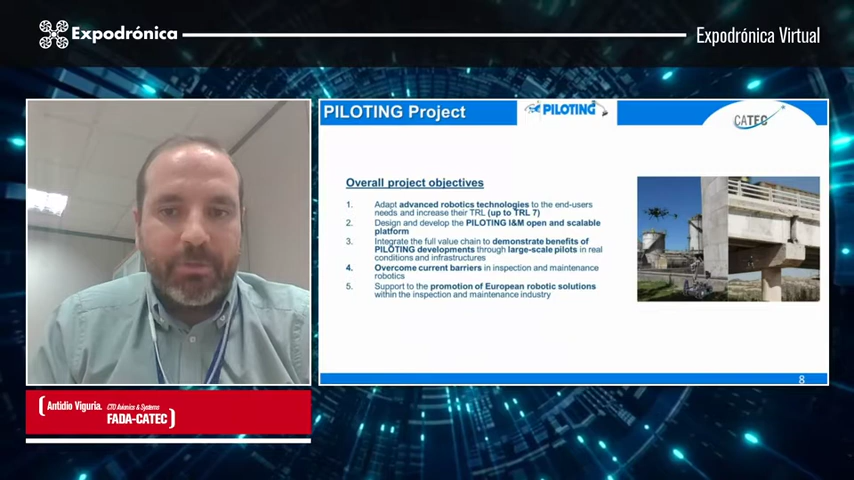 Expodrónica
Expodrónica Virtual
PILOTING Project
PILOTING
CATEC
Overall project objectives
1. Adapt advanced robotics technologies to the end-users
needs and increase their TRL (up to TRL 7)
2. Design and develop the PILOTING I&M open and scalable
platform
3. Integrate the full value chain to demonstrate benefits of
PILOTING developments through large-scale pilots in real
conditions and infrastructures
4. Overcome current barriers in inspection and maintenance
robotics
5. Support to the promotion of European robotic solutions
within the inspection and maintenance industry
8
Antidio Viguria. CTO Avionics & Systems
FADA-CATEC